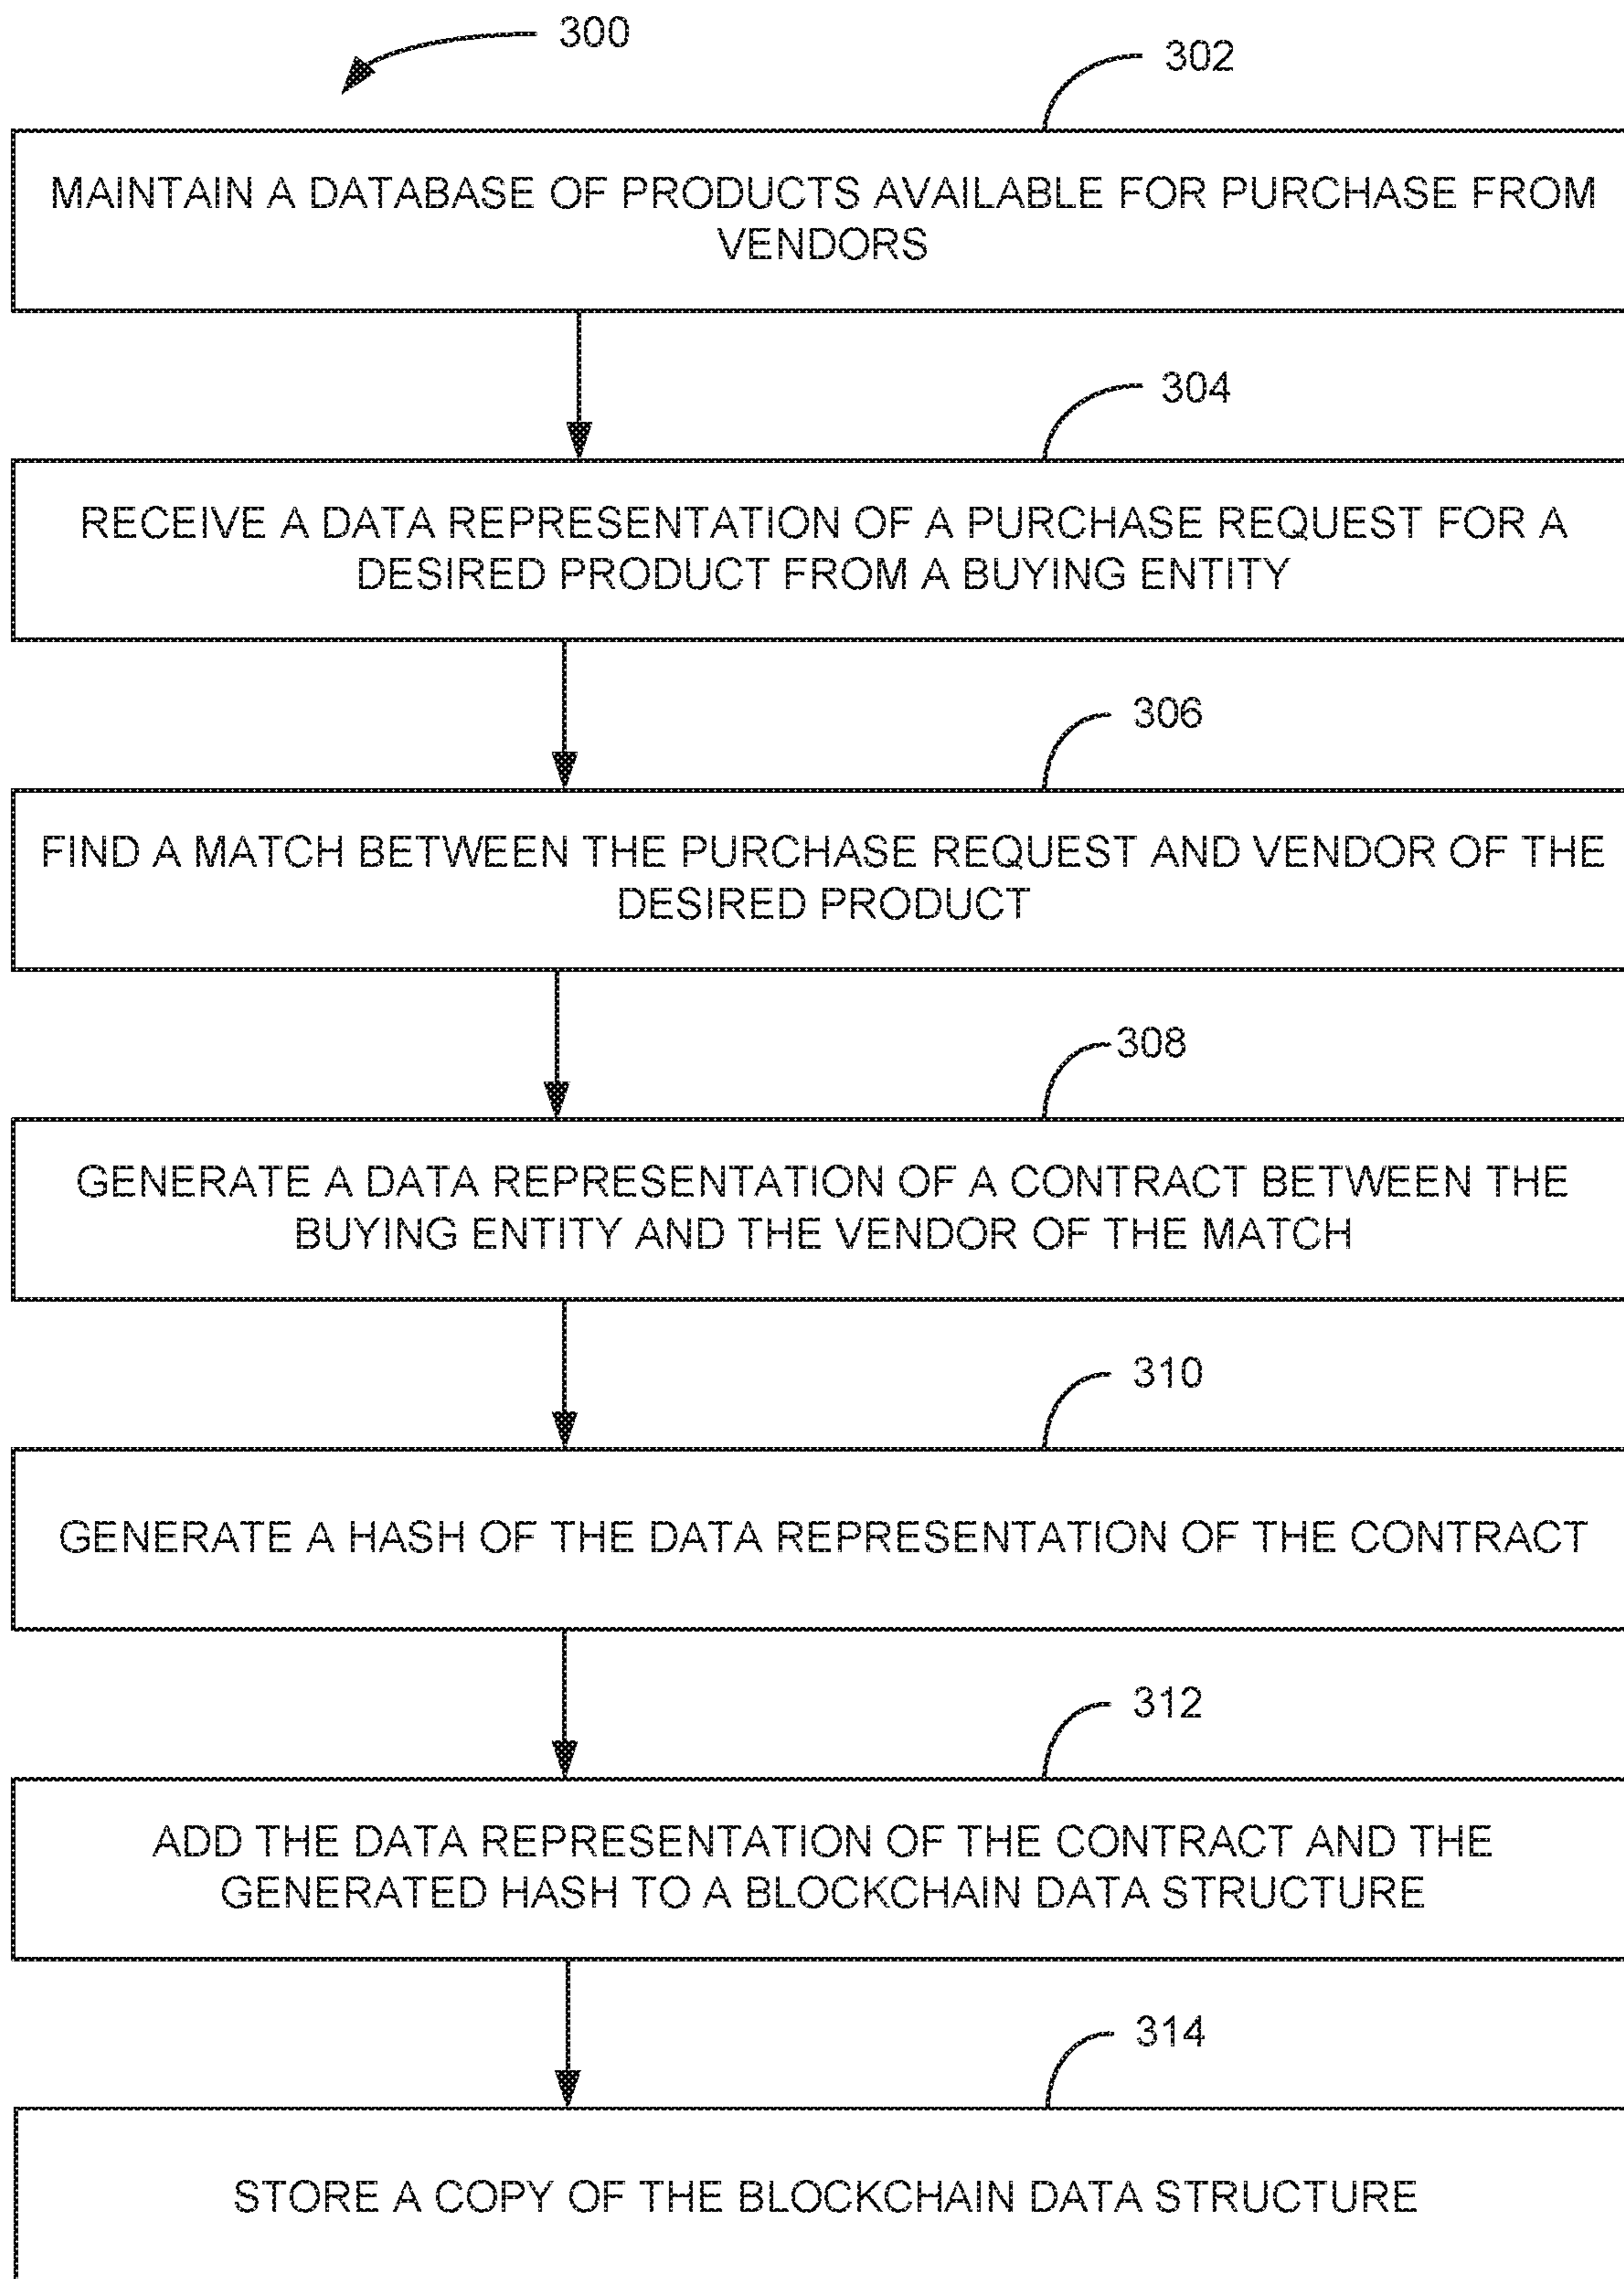 300
302
MAINTAIN A DATABASE OF PRODUCTS AVAILABLE FOR PURCHASE FROM
VENDORS
304
RECEIVE A DATA REPRESENTATION OF A PURCHASE REQUEST FOR A
DESIRED PRODUCT FROM A BUYING ENTITY
306
FIND A MATCH BETWEEN THE PURCHASE REQUEST AND VENDOR OF THE
DESIRED PRODUCT
308
GENERATE A DATA REPRESENTATION OF A CONTRACT BETWEEN THE
BUYING ENTITY AND THE VENDOR OF THE MATCH
310
GENERATE A HASH OF THE DATA REPRESENTATION OF THE CONTRACT
312
ADD THE DATA REPRESENTATION OF THE CONTRACT AND THE
GENERATED HASH TO A BLOCKCHAIN DATA STRUCTURE
314
STORE A COPY OF THE BLOCKCHAIN DATA STRUCTURE